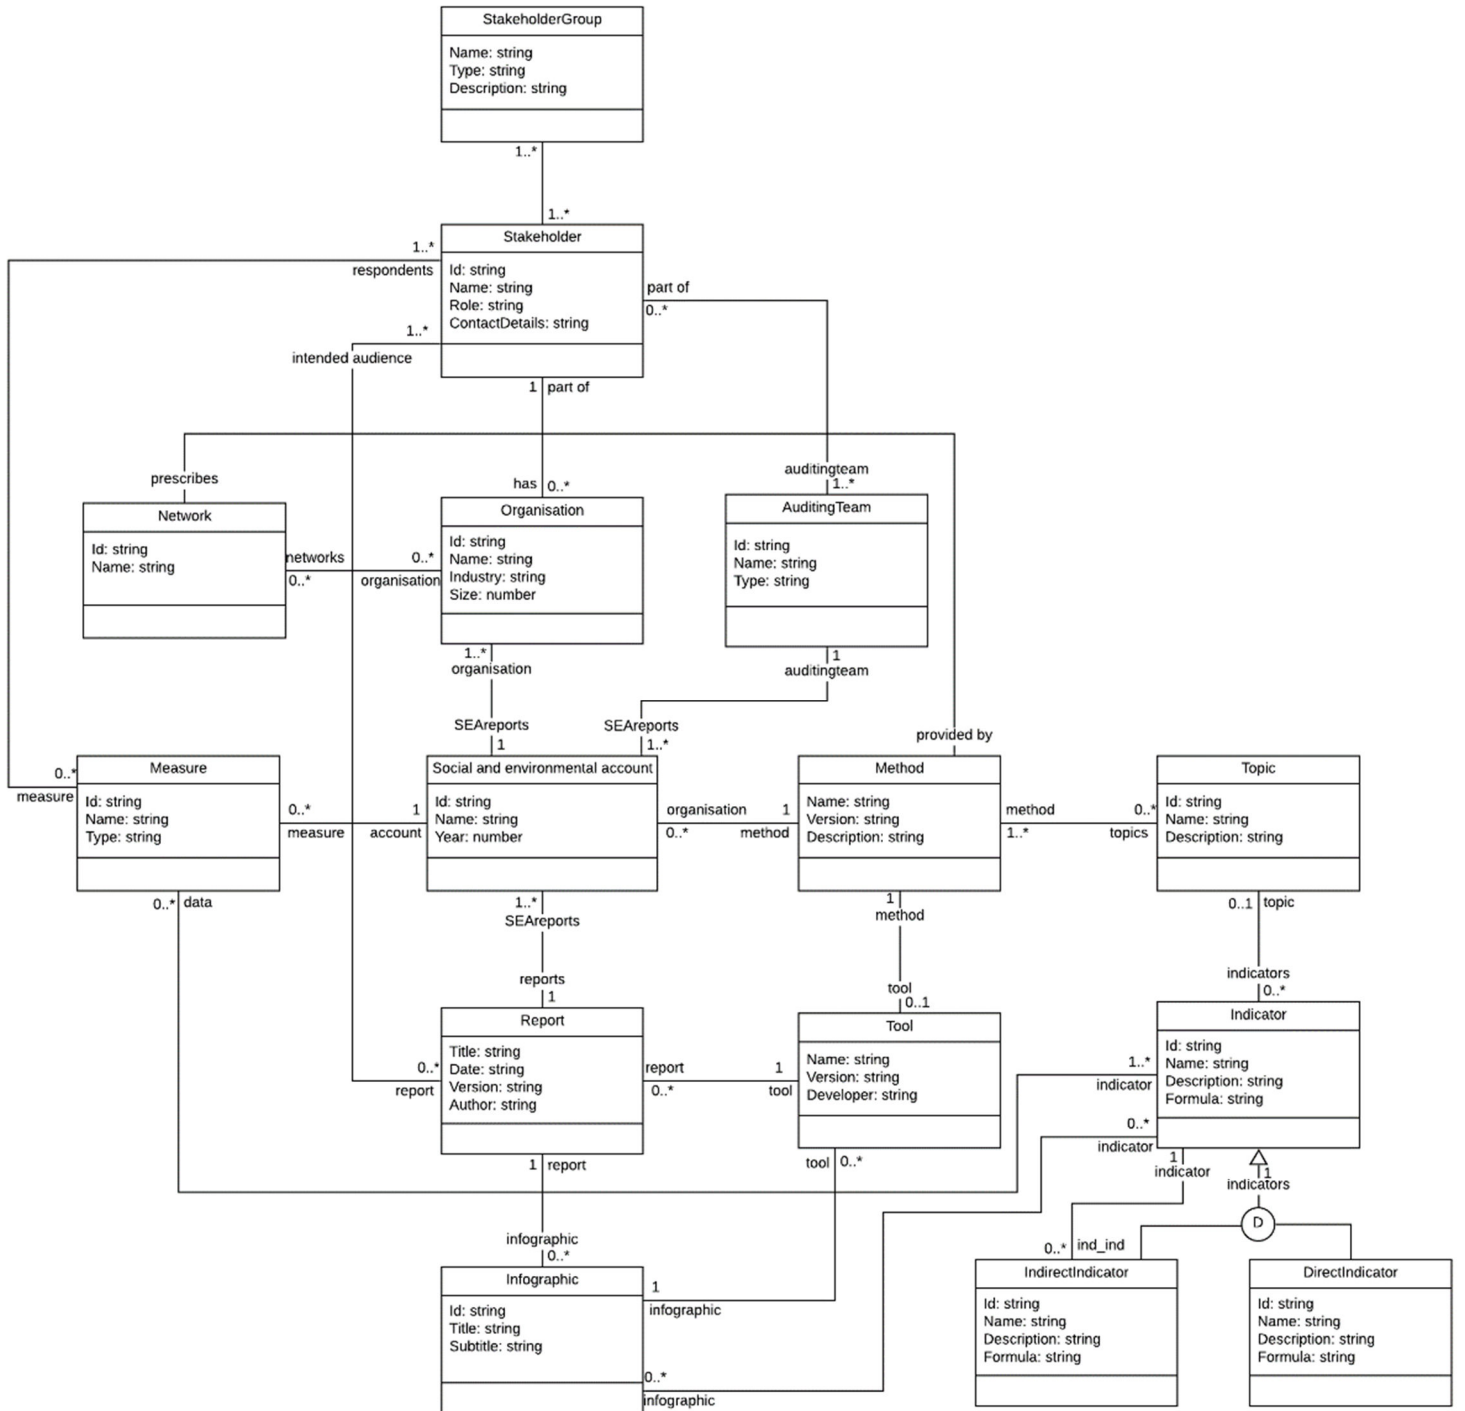 StakeholderGroup
Name: string
Type: string
Description: string
1..*
1..*
Stakeholder
Id: string
Name: string
Role: string
ContactDetails: string
1..*
respondents
1..*
intended audience
part of
0..*
1 part of
prescribes
has 0..*
auditingteam
1..*
Network
Id: string
Name: string
networks
0..*
0..*
organisation
Organisation
Id: string
Name: string
Industry: string
Size: number
AuditingTeam
Id: string
Name: string
Type: string
1..*
organisation
1
auditingteam
SEAreports
1
SEAreports
1..*
provided by
0..*
measure
Measure
Id: string
Name: string
Type: string
0..*
measure
1
account
Social and environmental account
Id: string
Name: string
Year: number
organisation
0..*
1
method
Method
Name: string
Version: string
Description: string
method
1..*
0..*
topics
Topic
Id: string
Name: string
Description: string
0..* data
1..*
SEAreports
1
method
0..1 topic
reports
1
tool
0..1
indicators
0..*
Report
Title: string
Date: string
Version: string
Author: string
0..*
report
report
0..*
1
tool
Tool
Name: string
Version: string
Developer: string
Indicator
Id: string
Name: string
Description: string
Formula: string
1..*
indicator
0..*
indicator
1 report
tool 0..*
1
indicator
1
indicators
D
infographic
0..*
0..* ind_ind
Infographic
Id: string
Title: string
Subtitle: string
1
infographic
0..*
infographic
IndirectIndicator
Id: string
Name: string
Description: string
Formula: string
DirectIndicator
Id: string
Name: string
Description: string
Formula: string